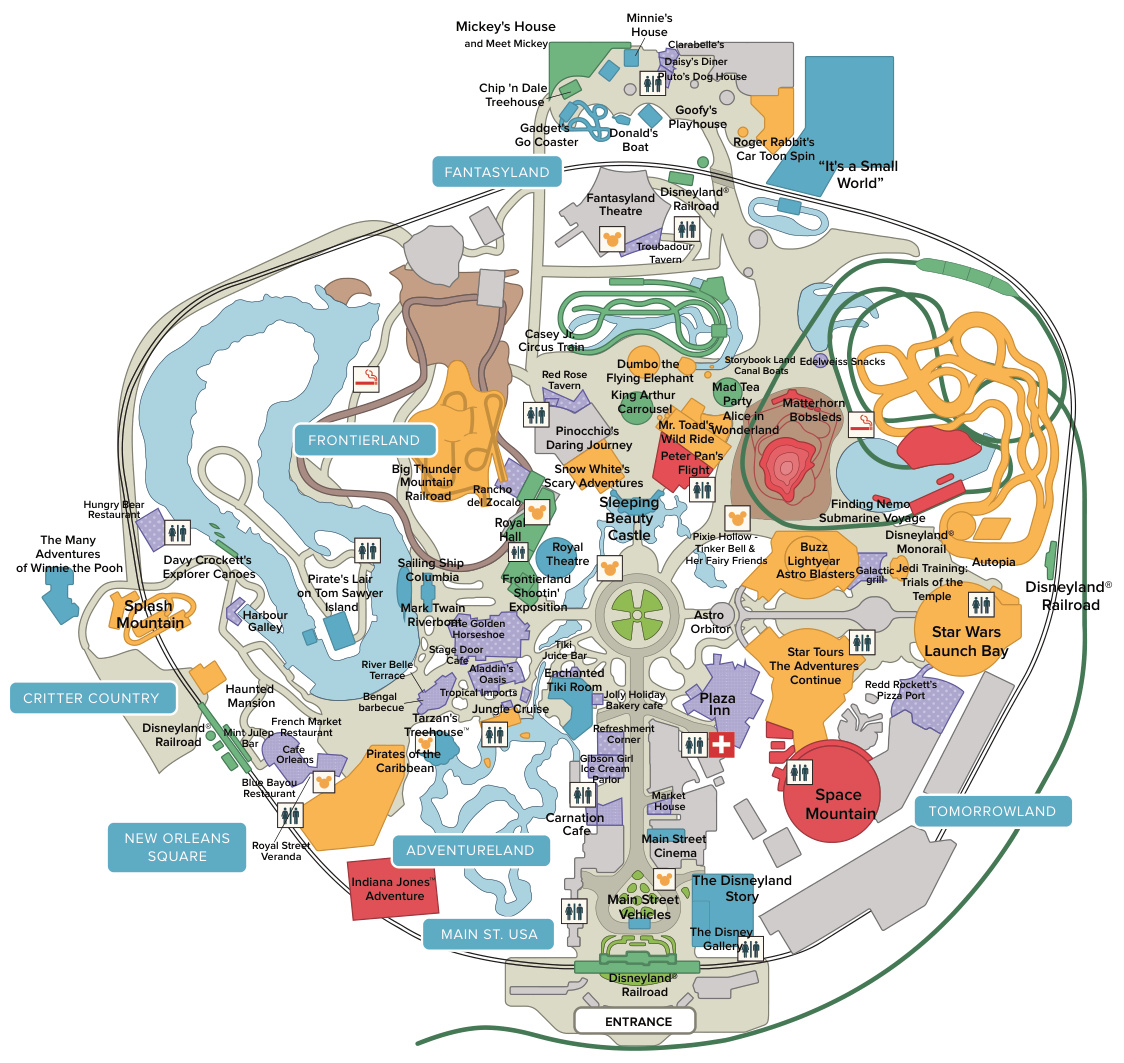 Mickey's House
and Meet Mickey
Minnie's
House
Clarabelle's
Daisy's Diner
Pluto's Dog House
Chip 'n Dale
Treehouse
Gadget's
Go Coaster
Donald's
Boat
Goofy's
Playhouse
Roger Rabbit's
Car Toon Spin
“It's a Small
World”
FANTASYLAND
Fantasyland
Theatre
Disneyland®
Railroad
Troubadour
Tavern
Casey Jr.
Circus Train
Dumbo the
Flying Elephant
Storybook Land
Canal Boats
Edelweiss Snacks
Red Rose
Tavern
King Arthur
Carrousel
Mad Tea
Party
Alice in
Wonderland
Matterhorn
Bobsleds
Mr. Toad's
Wild Ride
Pinocchio's
Daring Journey
Peter Pan's
Flight
Snow White's
Scary Adventures
FRONTIERLAND
Big Thunder
Mountain
Railroad
Rancho
del Zocalo
Sleeping
Beauty
Castle
Finding Nemo
Submarine Voyage
Royal
Hall
Royal
Theatre
Pixie Hollow -
Tinker Bell &
Her Fairy Friends
Buzz
Lightyear
Astro Blasters
Galactic
grill
Disneyland®
Monorail
Jedi Training:
Trials of the
Temple
Autopia
Disneyland®
Railroad
Hungry Bear
Restaurant
The Many
Adventures
of Winnie the Pooh
Davy Crockett's
Explorer Canoes
Pirate's Lair
on Tom Sawyer
Island
Sailing Ship
Columbia
Frontierland
Shootin'
Exposition
Splash
Mountain
Harbour
Galley
Mark Twain
Riverboat
The Golden
Horseshoe
Stage Door
Cafe
Astro
Orbitor
Star Wars
Launch Bay
Star Tours
The Adventures
Continue
Tiki
Juice Bar
River Belle
Terrace
Aladdin's
Oasis
Enchanted
Tiki Room
Redd Rockett's
Pizza Port
CRITTER COUNTRY
Haunted
Mansion
Bengal
barbecue
Tropical Imports
Jolly Holiday
Bakery cafe
Plaza
Inn
Jungle Cruise
Tarzan's
Treehouse™
Disneyland®
Railroad
Mint Julep
Bar
French Market
Restaurant
Cafe
Orleans
Refreshment
Corner
Pirates of the
Caribbean
Gibson Girl
Ice Cream
Parlor
Blue Bayou
Restaurant
Market
House
Space
Mountain
TOMORROWLAND
Carnation
Cafe
NEW ORLEANS
SQUARE
Royal Street
Veranda
ADVENTURELAND
Main Street
Cinema
Indiana Jones™
Adventure
The Disneyland
Story
Main Street
Vehicles
MAIN ST. USA
The Disney
Gallery
Disneyland®
Railroad
ENTRANCE